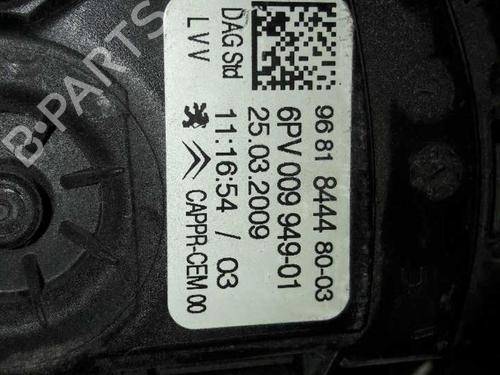 DAG Std
L V V
96 81 8444 80-03
6PV 009 949-01
25.03.2009
11:16:54 / 03
CAPPR-CEM 00
B-PARTS